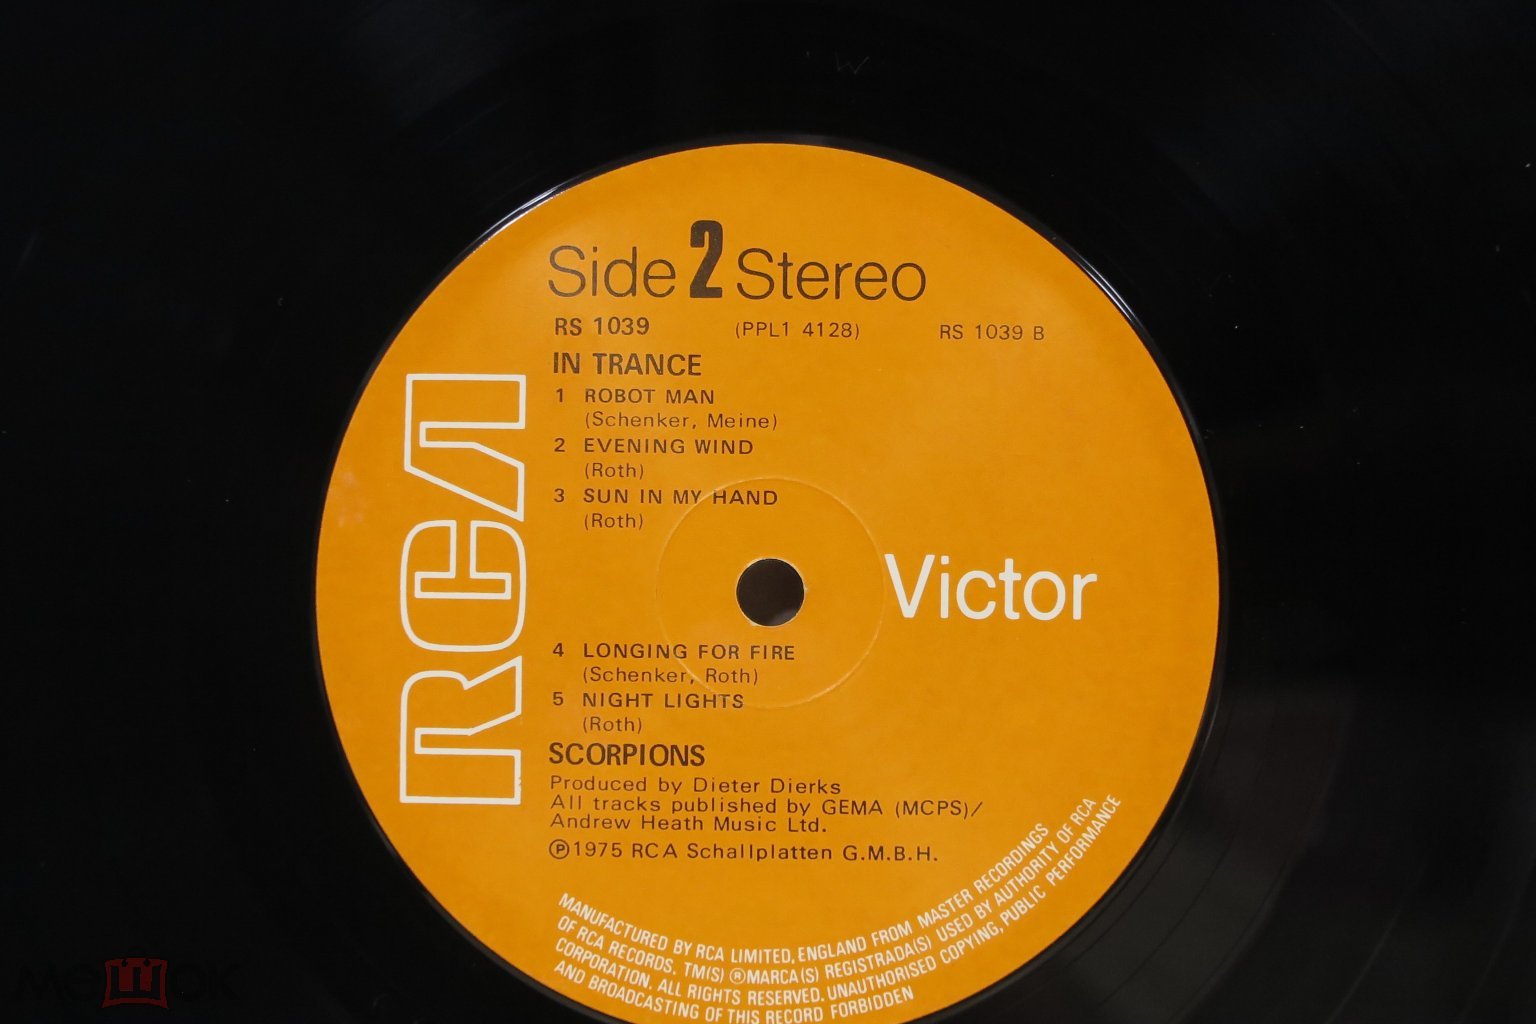 Side 2 Stereo
RS 1039 (PPL1 4128) RS 1039 B
IN TRANCE
1 ROBOT MAN
(Schenker, Meine)
2 EVENING WIND
(Roth)
3 SUN IN MY HAND
(Roth)
RCA
Victor
4 LONGING FOR FIRE
(Schenker, Roth)
5 NIGHT LIGHTS
(Roth)
SCORPIONS
Produced by Dieter Dierks
All tracks published by GEMA (MCPS)/
Andrew Heath Music Ltd.
Ⓟ1975 RCA Schallplatten G.M.B.H.
MANUFACTURED BY RCA LIMITED, ENGLAND FROM MASTER RECORDINGS
OF RCA RECORDS. TM(S) ® MARCA(S) REGISTRADA(S) USED BY AUTHORITY OF RCA
CORPORATION. ALL RIGHTS RESERVED. UNAUTHORISED COPYING, PUBLIC PERFORMANCE
AND BROADCASTING OF THIS RECORD FORBIDDEN
мешок